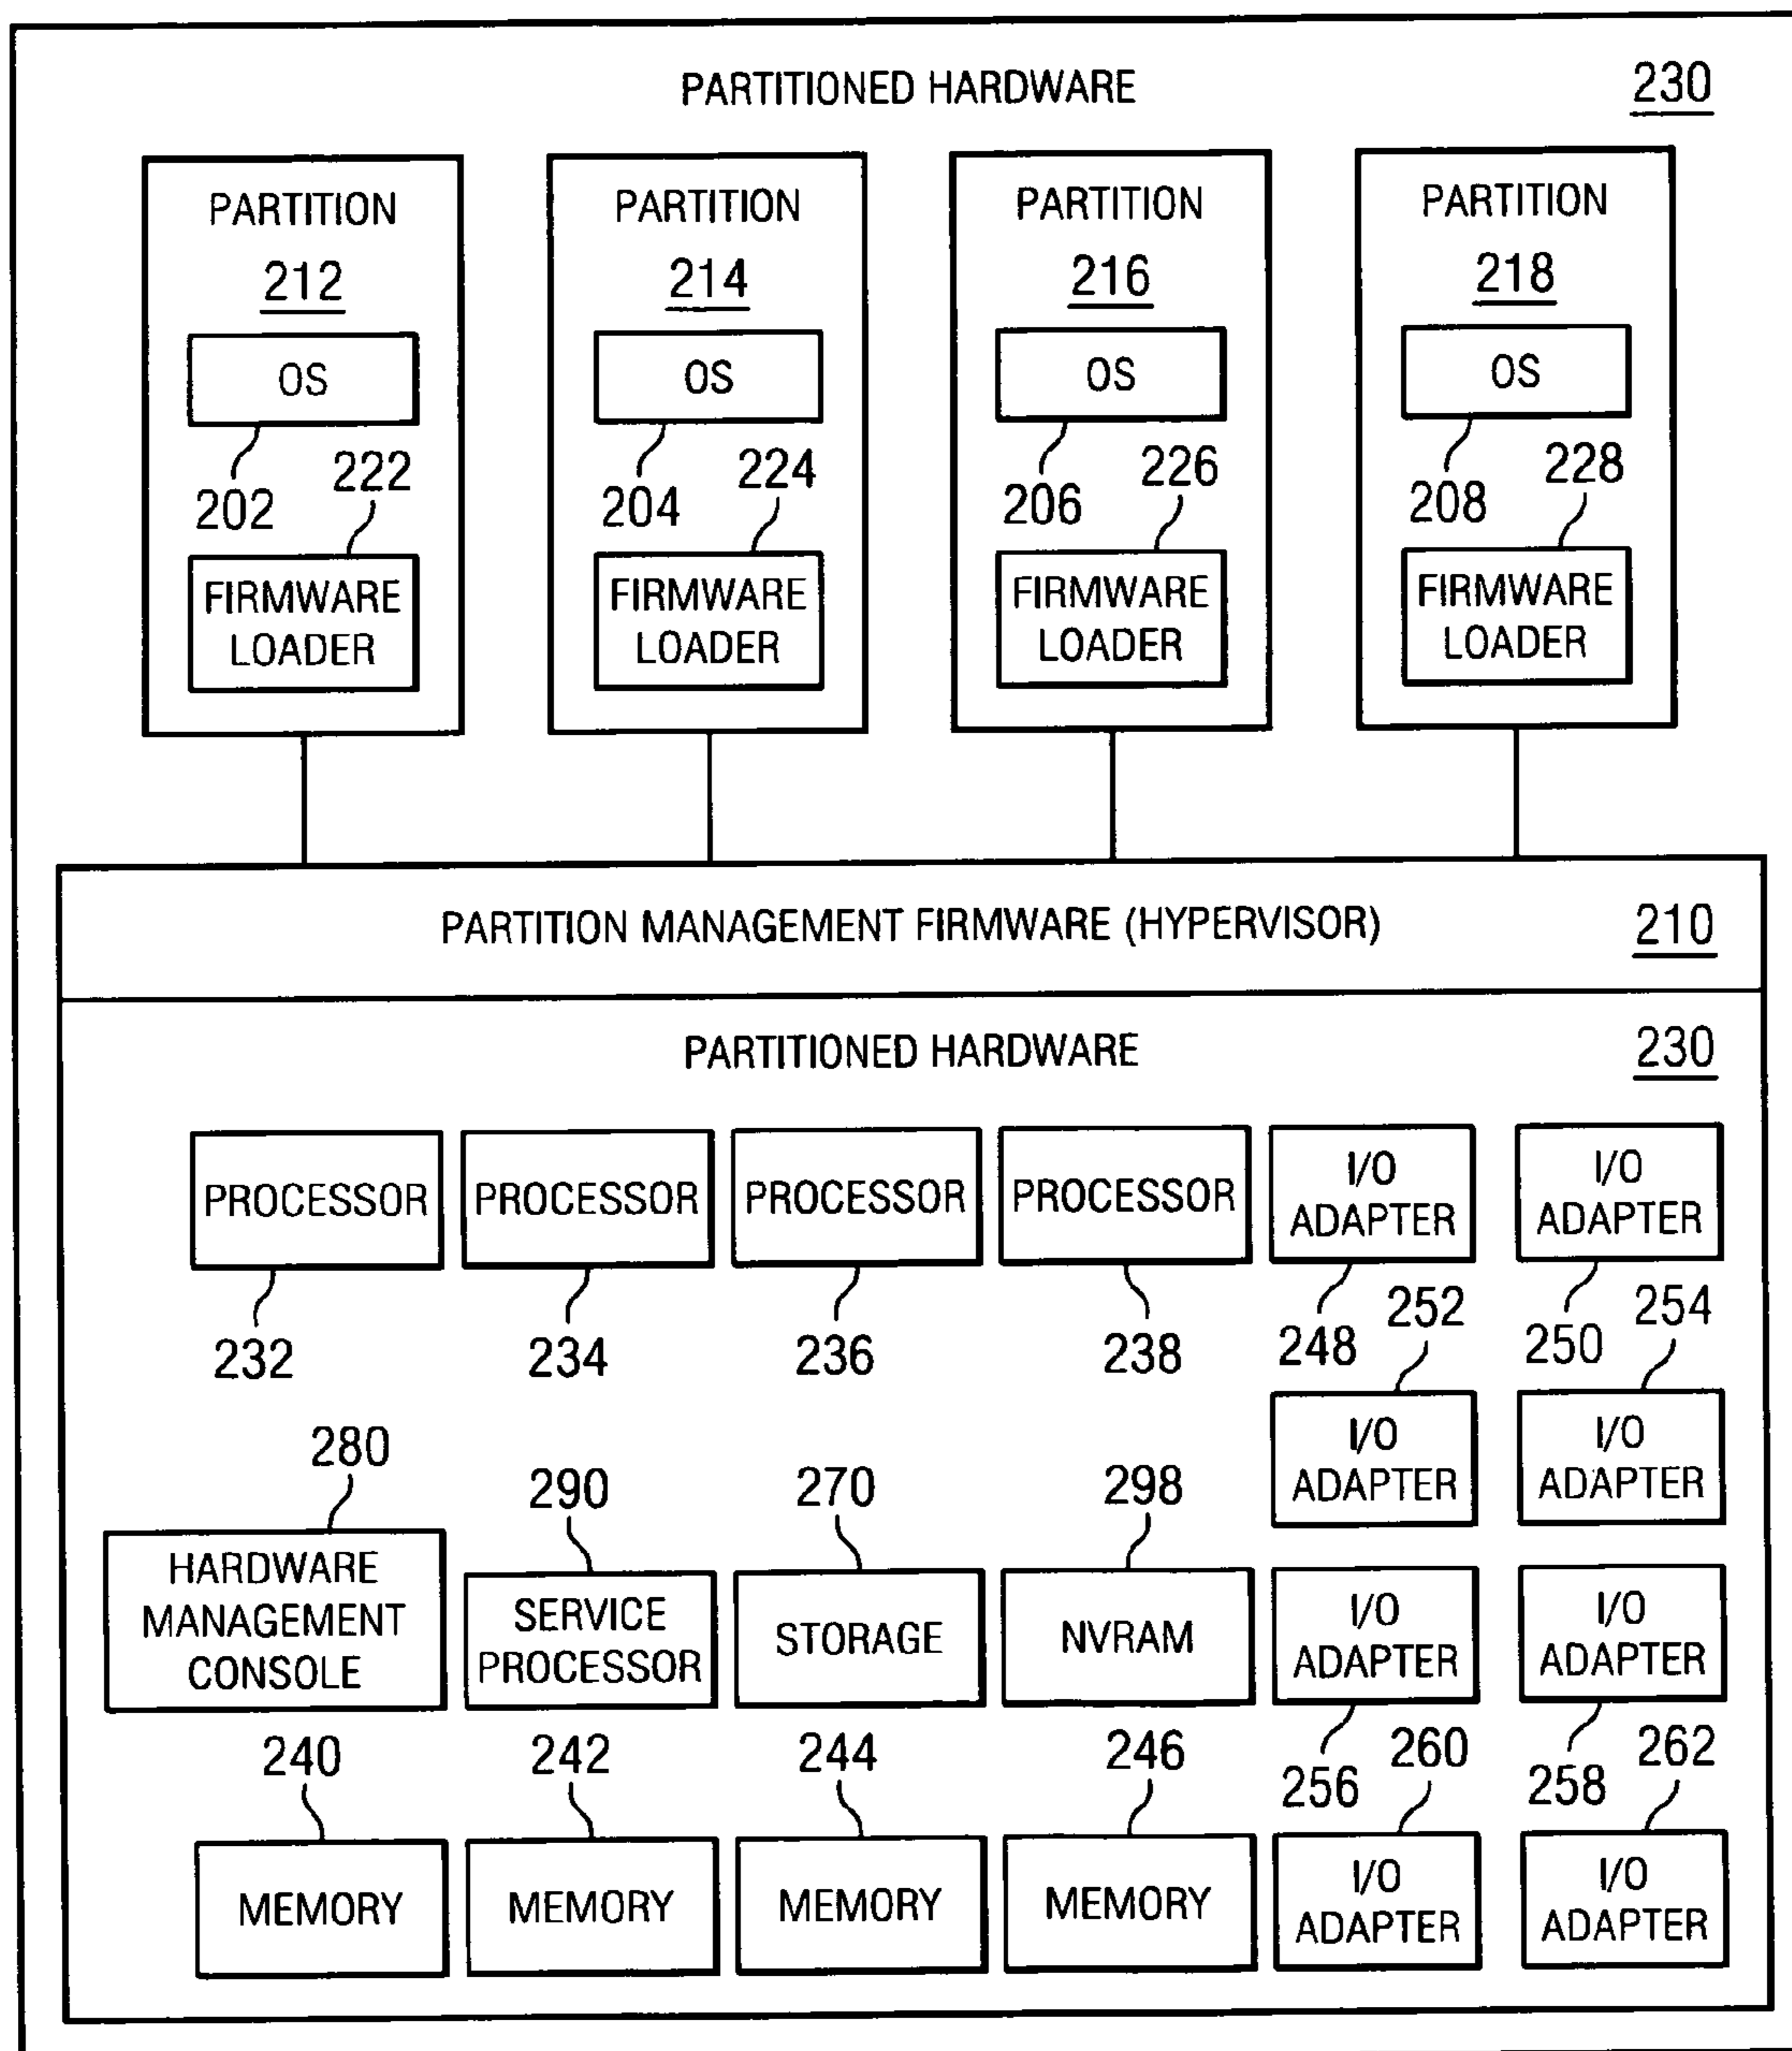 PARTITIONED HARDWARE 230
PARTITION PARTITION PARTITION PARTITION
212 214 216 218
OS OS OS OS
202 222 204 224 206 226 208 228
FIRMWARE LOADER FIRMWARE LOADER FIRMWARE LOADER FIRMWARE LOADER
PARTITION MANAGEMENT FIRMWARE (HYPERVISOR) 210
PARTITIONED HARDWARE 230
PROCESSOR PROCESSOR PROCESSOR PROCESSOR I/O ADAPTER I/O ADAPTER
232 234 236 238 248 252 250 254
I/O ADAPTER I/O ADAPTER
280 290 270 298
HARDWARE MANAGEMENT CONSOLE SERVICE PROCESSOR STORAGE NVRAM I/O ADAPTER I/O ADAPTER
240 242 244 246 256 260 258 262
MEMORY MEMORY MEMORY MEMORY I/O ADAPTER I/O ADAPTER